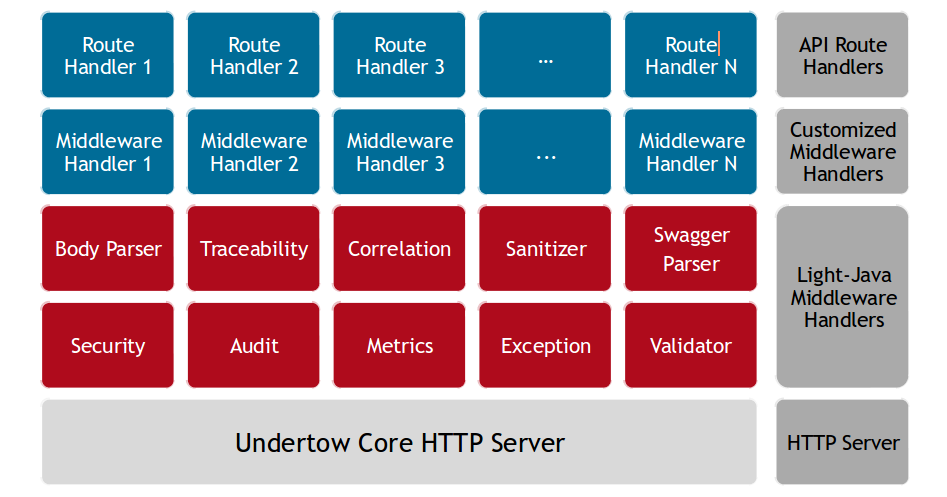 Route
Handler 1
Route
Handler 2
Route
Handler 3
...
Route
Handler N
API Route
Handlers
Middleware
Handler 1
Middleware
Handler 2
Middleware
Handler 3
...
Middleware
Handler N
Customized
Middleware
Handlers
Body Parser
Traceability
Correlation
Sanitizer
Swagger
Parser
Light-Java
Middleware
Handlers
Security
Audit
Metrics
Exception
Validator
Undertow Core HTTP Server
HTTP Server